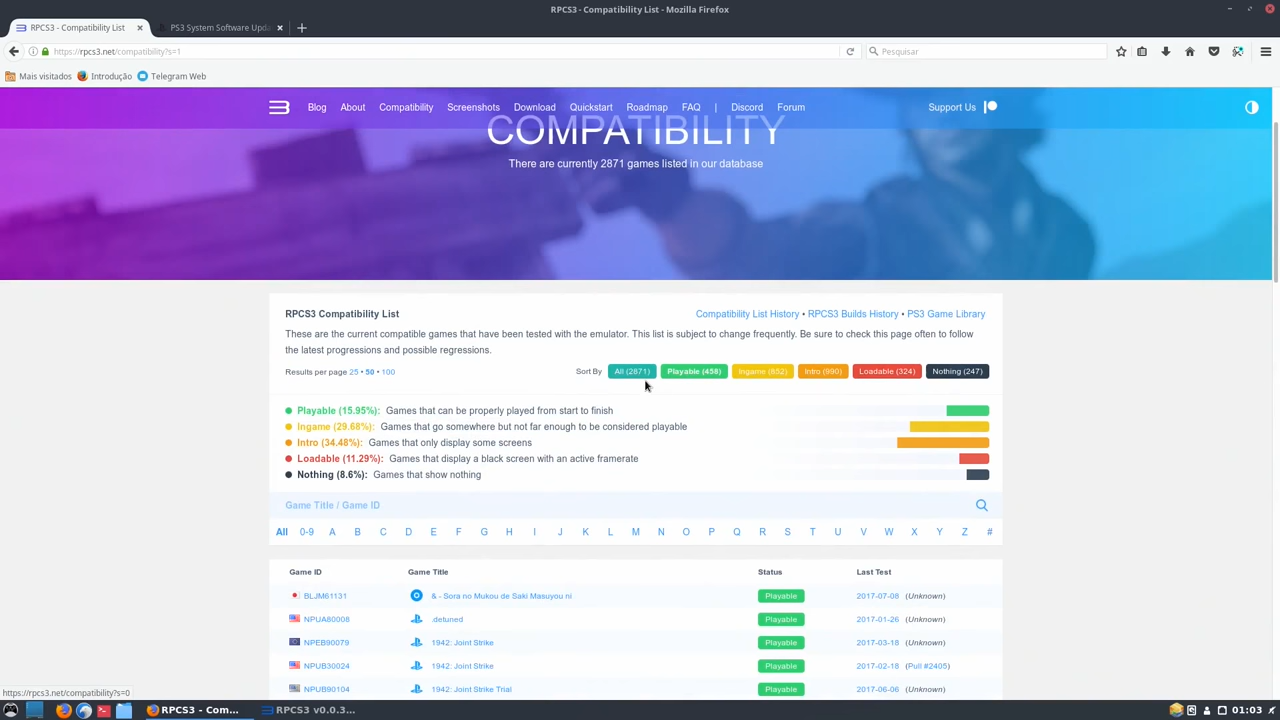 RPCS3 - Compatibility List - Mozilla Firefox
RPCS3 - Compatibility List
PS3 System Software Upda
https://rpcs3.net/compatibility?s=1
Pesquisar
Mais visitados Introdução Telegram Web
Blog About Compatibility Screenshots Download Quickstart Roadmap FAQ | Discord Forum Support Us
COMPATIBILITY
There are currently 2871 games listed in our database
RPCS3 Compatibility List Compatibility List History • RPCS3 Builds History • PS3 Game Library
These are the current compatible games that have been tested with the emulator. This list is subject to change frequently. Be sure to check this page often to follow
the latest progressions and possible regressions.
Results per page 25 • 50 • 100 Sort By All (2871) Playable (458) Ingame (852) Intro (990) Loadable (324) Nothing (247)
Playable (15.95%): Games that can be properly played from start to finish
Ingame (29.68%): Games that go somewhere but not far enough to be considered playable
Intro (34.48%): Games that only display some screens
Loadable (11.29%): Games that display a black screen with an active framerate
Nothing (8.6%): Games that show nothing
Game Title / Game ID
All 0-9 A B C D E F G H I J K L M N O P Q R S T U V W X Y Z #
Game ID Game Title Status Last Test
BLJM61131 & - Sora no Mukou de Saki Masuyou ni Playable 2017-07-08 (Unknown)
NPUA80008 .detuned Playable 2017-01-26 (Unknown)
NPEB90079 1942: Joint Strike Playable 2017-03-18 (Unknown)
NPUB30024 1942: Joint Strike Playable 2017-02-18 (Pull #2405)
NPUB90104 1942: Joint Strike Trial Playable 2017-06-06 (Unknown)
https://rpcs3.net/compatibility?s=0
RPCS3 - Com... RPCS3 v0.0.3... 01:03